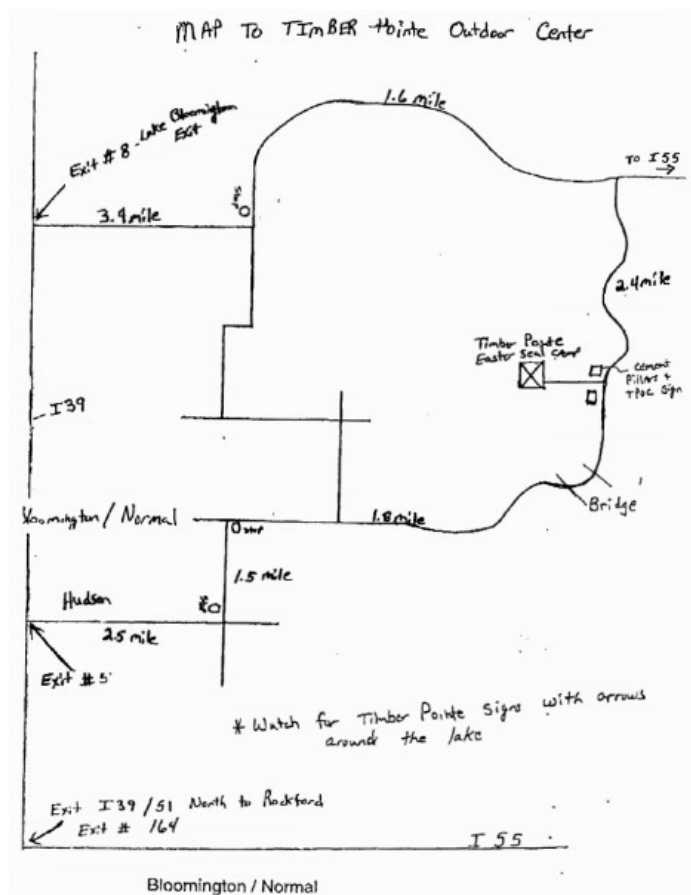 MAP TO TIMBER Hointe Outdoor Center
1.6 mile
Exit # 8 - Lake Bloomington
Exit
TO I55
stop
3.4 mile
2.4 mile
Timber Pointe
Easter Seal Camp
Cement
Pillars &
TPOC Sign
I39
Bloomington / Normal
stop
1.8 mile
Bridge
1.5 mile
Hudson
2.5 mile
Exit # 5
* Watch for Timber Pointe Signs with arrows
around the lake
Exit I39/51 North to Rockford
Exit # 164
I 55
Bloomington / Normal